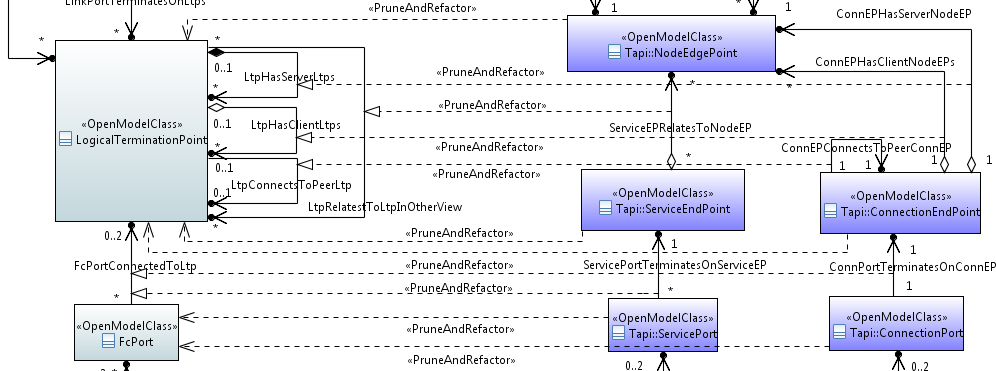 LinkPortTerminatesOnLtps
«PruneAndRefactor»
1
*
1
ConnEPHasServerNodeEP
*
*
*
«OpenModelClass»
Tapi::NodeEdgePoint
*
0..1
LtpHasServerLtps
«PruneAndRefactor»
ConnEPHasClientNodeEPs
*
*
*
«PruneAndRefactor»
«OpenModelClass»
LogicalTerminationPoint
0..1
LtpHasClientLtps
ServiceEPRelatesToNodeEP
«PruneAndRefactor»
ConnEPConnectsToPeerConnEP
*
*
0..1
«PruneAndRefactor»
1
1
1
1
LtpConnectsToPeerLtp
0..1
LtpRelatestToLtpInOtherView
*
«OpenModelClass»
Tapi::ServiceEndPoint
«OpenModelClass»
Tapi::ConnectionEndPoint
0..2
«PruneAndRefactor»
1
1
FcPortConnectedToLtp
«PruneAndRefactor»
ServicePortTerminatesOnServiceEP
ConnPortTerminatesOnConnEP
*
«PruneAndRefactor»
*
1
«OpenModelClass»
FcPort
«PruneAndRefactor»
«OpenModelClass»
Tapi::ServicePort
«OpenModelClass»
Tapi::ConnectionPort
«PruneAndRefactor»
0..2
0..2